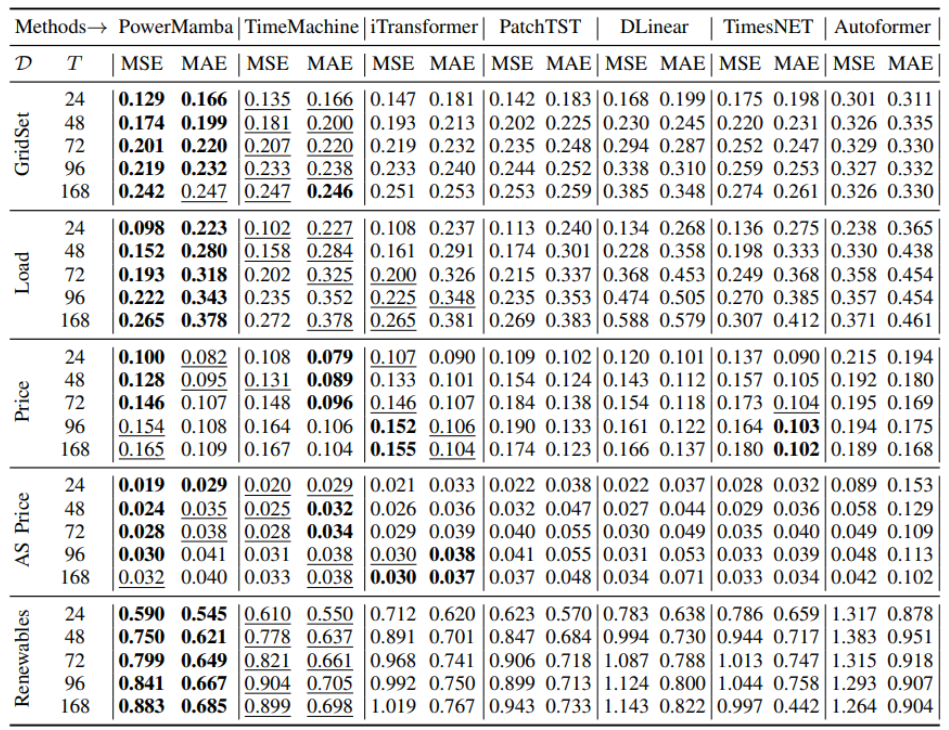 Methods→ PowerMamba TimeMachine iTransformer PatchTST DLinear TimesNET Autoformer
𝒟 T MSE MAE MSE MAE MSE MAE MSE MAE MSE MAE MSE MAE MSE MAE
GridSet
24 0.129 0.166 0.135 0.166 0.147 0.181 0.142 0.183 0.168 0.199 0.175 0.198 0.301 0.311
48 0.174 0.199 0.181 0.200 0.193 0.213 0.202 0.225 0.230 0.245 0.220 0.231 0.326 0.335
72 0.201 0.220 0.207 0.220 0.219 0.232 0.235 0.248 0.294 0.287 0.252 0.247 0.329 0.330
96 0.219 0.232 0.233 0.238 0.233 0.240 0.244 0.252 0.338 0.310 0.259 0.253 0.327 0.332
168 0.242 0.247 0.247 0.246 0.251 0.253 0.253 0.259 0.385 0.348 0.274 0.261 0.326 0.330
Load
24 0.098 0.223 0.102 0.227 0.108 0.237 0.113 0.240 0.134 0.268 0.136 0.275 0.238 0.365
48 0.152 0.280 0.158 0.284 0.161 0.291 0.174 0.301 0.228 0.358 0.198 0.333 0.330 0.438
72 0.193 0.318 0.202 0.325 0.200 0.326 0.215 0.337 0.368 0.453 0.249 0.368 0.358 0.454
96 0.222 0.343 0.235 0.352 0.225 0.348 0.235 0.353 0.474 0.505 0.270 0.385 0.357 0.454
168 0.265 0.378 0.272 0.378 0.265 0.381 0.269 0.383 0.588 0.579 0.307 0.412 0.371 0.461
Price
24 0.100 0.082 0.108 0.079 0.107 0.090 0.109 0.102 0.120 0.101 0.137 0.090 0.215 0.194
48 0.128 0.095 0.131 0.089 0.133 0.101 0.154 0.124 0.143 0.112 0.157 0.105 0.192 0.180
72 0.146 0.107 0.148 0.096 0.146 0.107 0.184 0.138 0.154 0.118 0.173 0.104 0.195 0.169
96 0.154 0.108 0.164 0.106 0.152 0.106 0.190 0.133 0.161 0.122 0.164 0.103 0.194 0.175
168 0.165 0.109 0.167 0.104 0.155 0.104 0.174 0.123 0.166 0.137 0.180 0.102 0.189 0.168
AS Price
24 0.019 0.029 0.020 0.029 0.021 0.033 0.022 0.038 0.022 0.037 0.028 0.032 0.089 0.153
48 0.024 0.035 0.025 0.032 0.026 0.036 0.032 0.047 0.027 0.044 0.029 0.036 0.058 0.129
72 0.028 0.038 0.028 0.034 0.029 0.039 0.040 0.055 0.030 0.049 0.035 0.040 0.049 0.109
96 0.030 0.041 0.031 0.038 0.030 0.038 0.041 0.055 0.031 0.053 0.033 0.039 0.048 0.113
168 0.032 0.040 0.033 0.038 0.030 0.037 0.037 0.048 0.034 0.071 0.033 0.034 0.042 0.102
Renewables
24 0.590 0.545 0.610 0.550 0.712 0.620 0.623 0.570 0.783 0.638 0.786 0.659 1.317 0.878
48 0.750 0.621 0.778 0.637 0.891 0.701 0.847 0.684 0.994 0.730 0.944 0.717 1.383 0.951
72 0.799 0.649 0.821 0.661 0.968 0.741 0.906 0.718 1.087 0.788 1.013 0.747 1.315 0.918
96 0.841 0.667 0.904 0.705 0.992 0.750 0.899 0.713 1.124 0.800 1.044 0.758 1.293 0.907
168 0.883 0.685 0.899 0.698 1.019 0.767 0.943 0.733 1.143 0.822 0.997 0.442 1.264 0.904